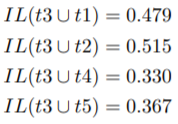 IL(t3 ∪ t1) = 0.479
IL(t3 ∪ t2) = 0.515
IL(t3 ∪ t4) = 0.330
IL(t3 ∪ t5) = 0.367